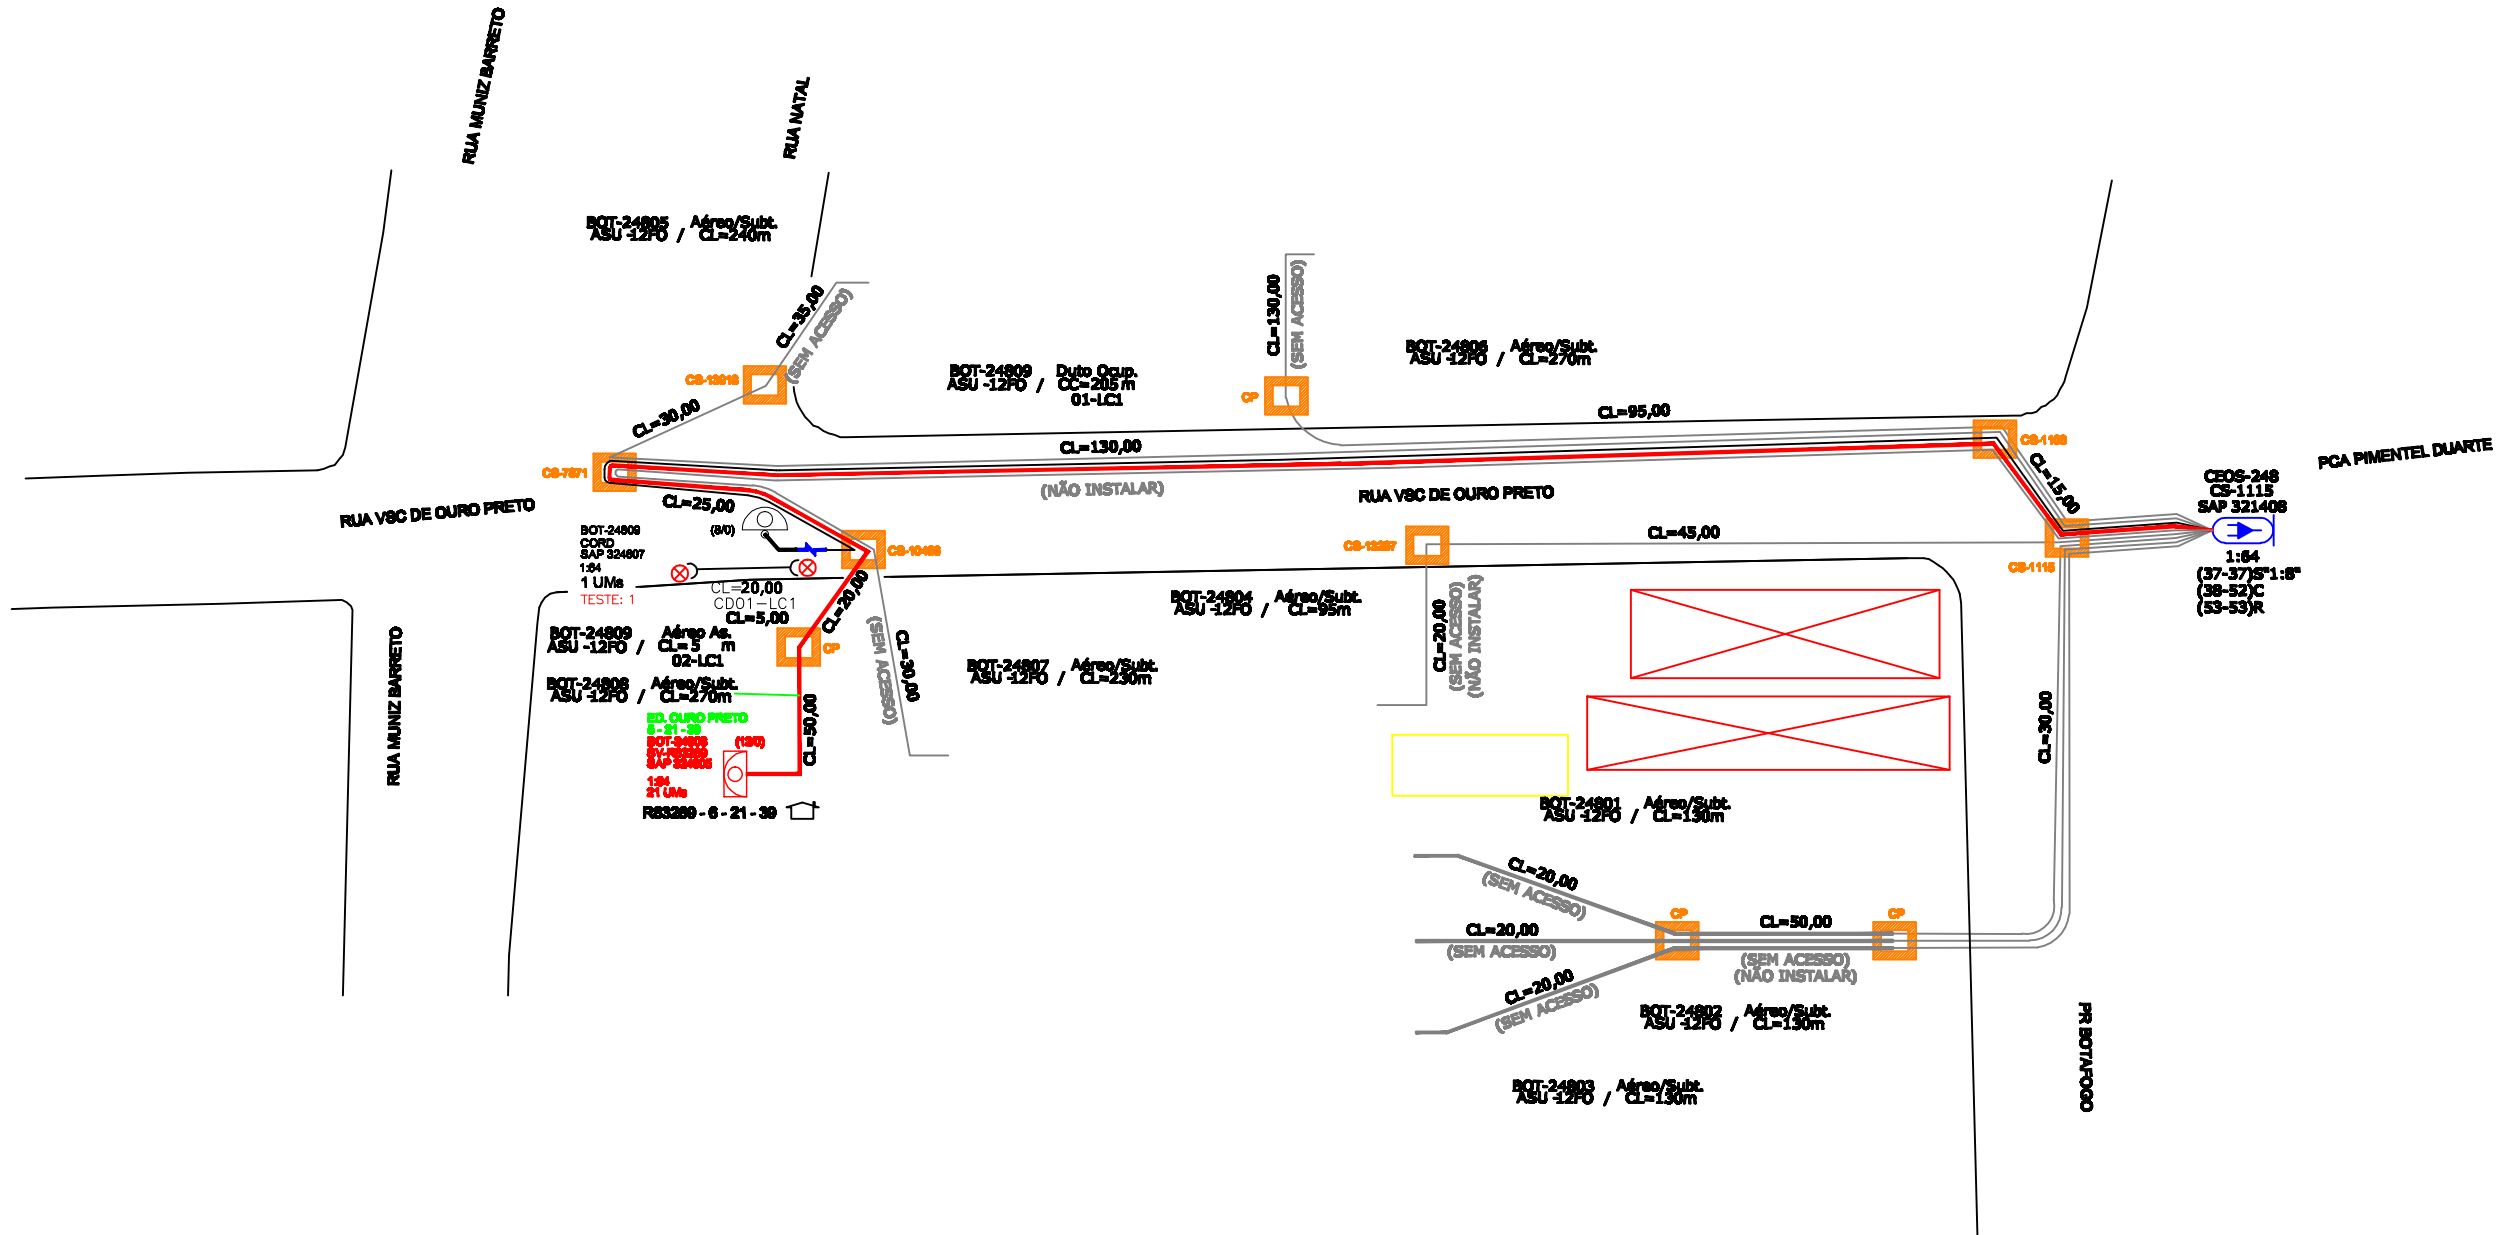 RUA MUNIZ BARRETO
RUA NATAL
BOT-24805 Aéreo/Subt.
ASU -12FO / CL=240m
CL=35,00
(SEM ACESSO)
CL=130,00
(SEM ACESSO)
BOT-24806 Aéreo/Subt.
ASU -12FO / CL=270m
BOT-24809 Duto Ocup.
ASU -12FO / CC=205 m
01-LC1
CP
CL=30,00
CL=95,00
CL=130,00
CS-7871
(NÃO INSTALAR)
CL=15,00
PCA PIMENTEL DUARTE
RUA VSC DE OURO PRETO
RUA VSC DE OURO PRETO
CL=25,00
CEOS-248
CS-1115
SAP 321408
1:64
(37-37)S"1:8"
(38-52)C
(53-53)R
BOT-24809 (8/0)
CORD
SAP 324607
1:64
1 UMs
TESTE: 1
CL=45,00
CS-1115
CL=20,00
CD01-LC1
CL=5,00
CL=20,00
CP
BOT-24809 Aéreo As.
ASU -12FO / CL= 5 m
02-LC1
BOT-24808 Aéreo/Subt.
ASU -12FO / CL=270m
BOT-24804 Aéreo/Subt.
ASU -12FO / CL=95m
CL=20,00
(SEM ACESSO)
(NÃO INSTALAR)
(SEM ACESSO)
CL=30,00
BOT-24807 Aéreo/Subt.
ASU -12FO / CL=230m
RUA MUNIZ BARRETO
ED. OURO PRETO
6 - 21 - 39
21 UMs
CL=50,00
RS3269 - 6 - 21 - 39
CL=30,00
BOT-24801 Aéreo/Subt.
ASU -12FO / CL=130m
CL=20,00
(SEM ACESSO)
CP
CP
CL=50,00
CL=20,00
(SEM ACESSO)
(SEM ACESSO)
(NÃO INSTALAR)
CL=20,00
(SEM ACESSO)
BOT-24802 Aéreo/Subt.
ASU -12FO / CL=130m
PR BOTAFOGO
BOT-24803 Aéreo/Subt.
ASU -12FO / CL=130m